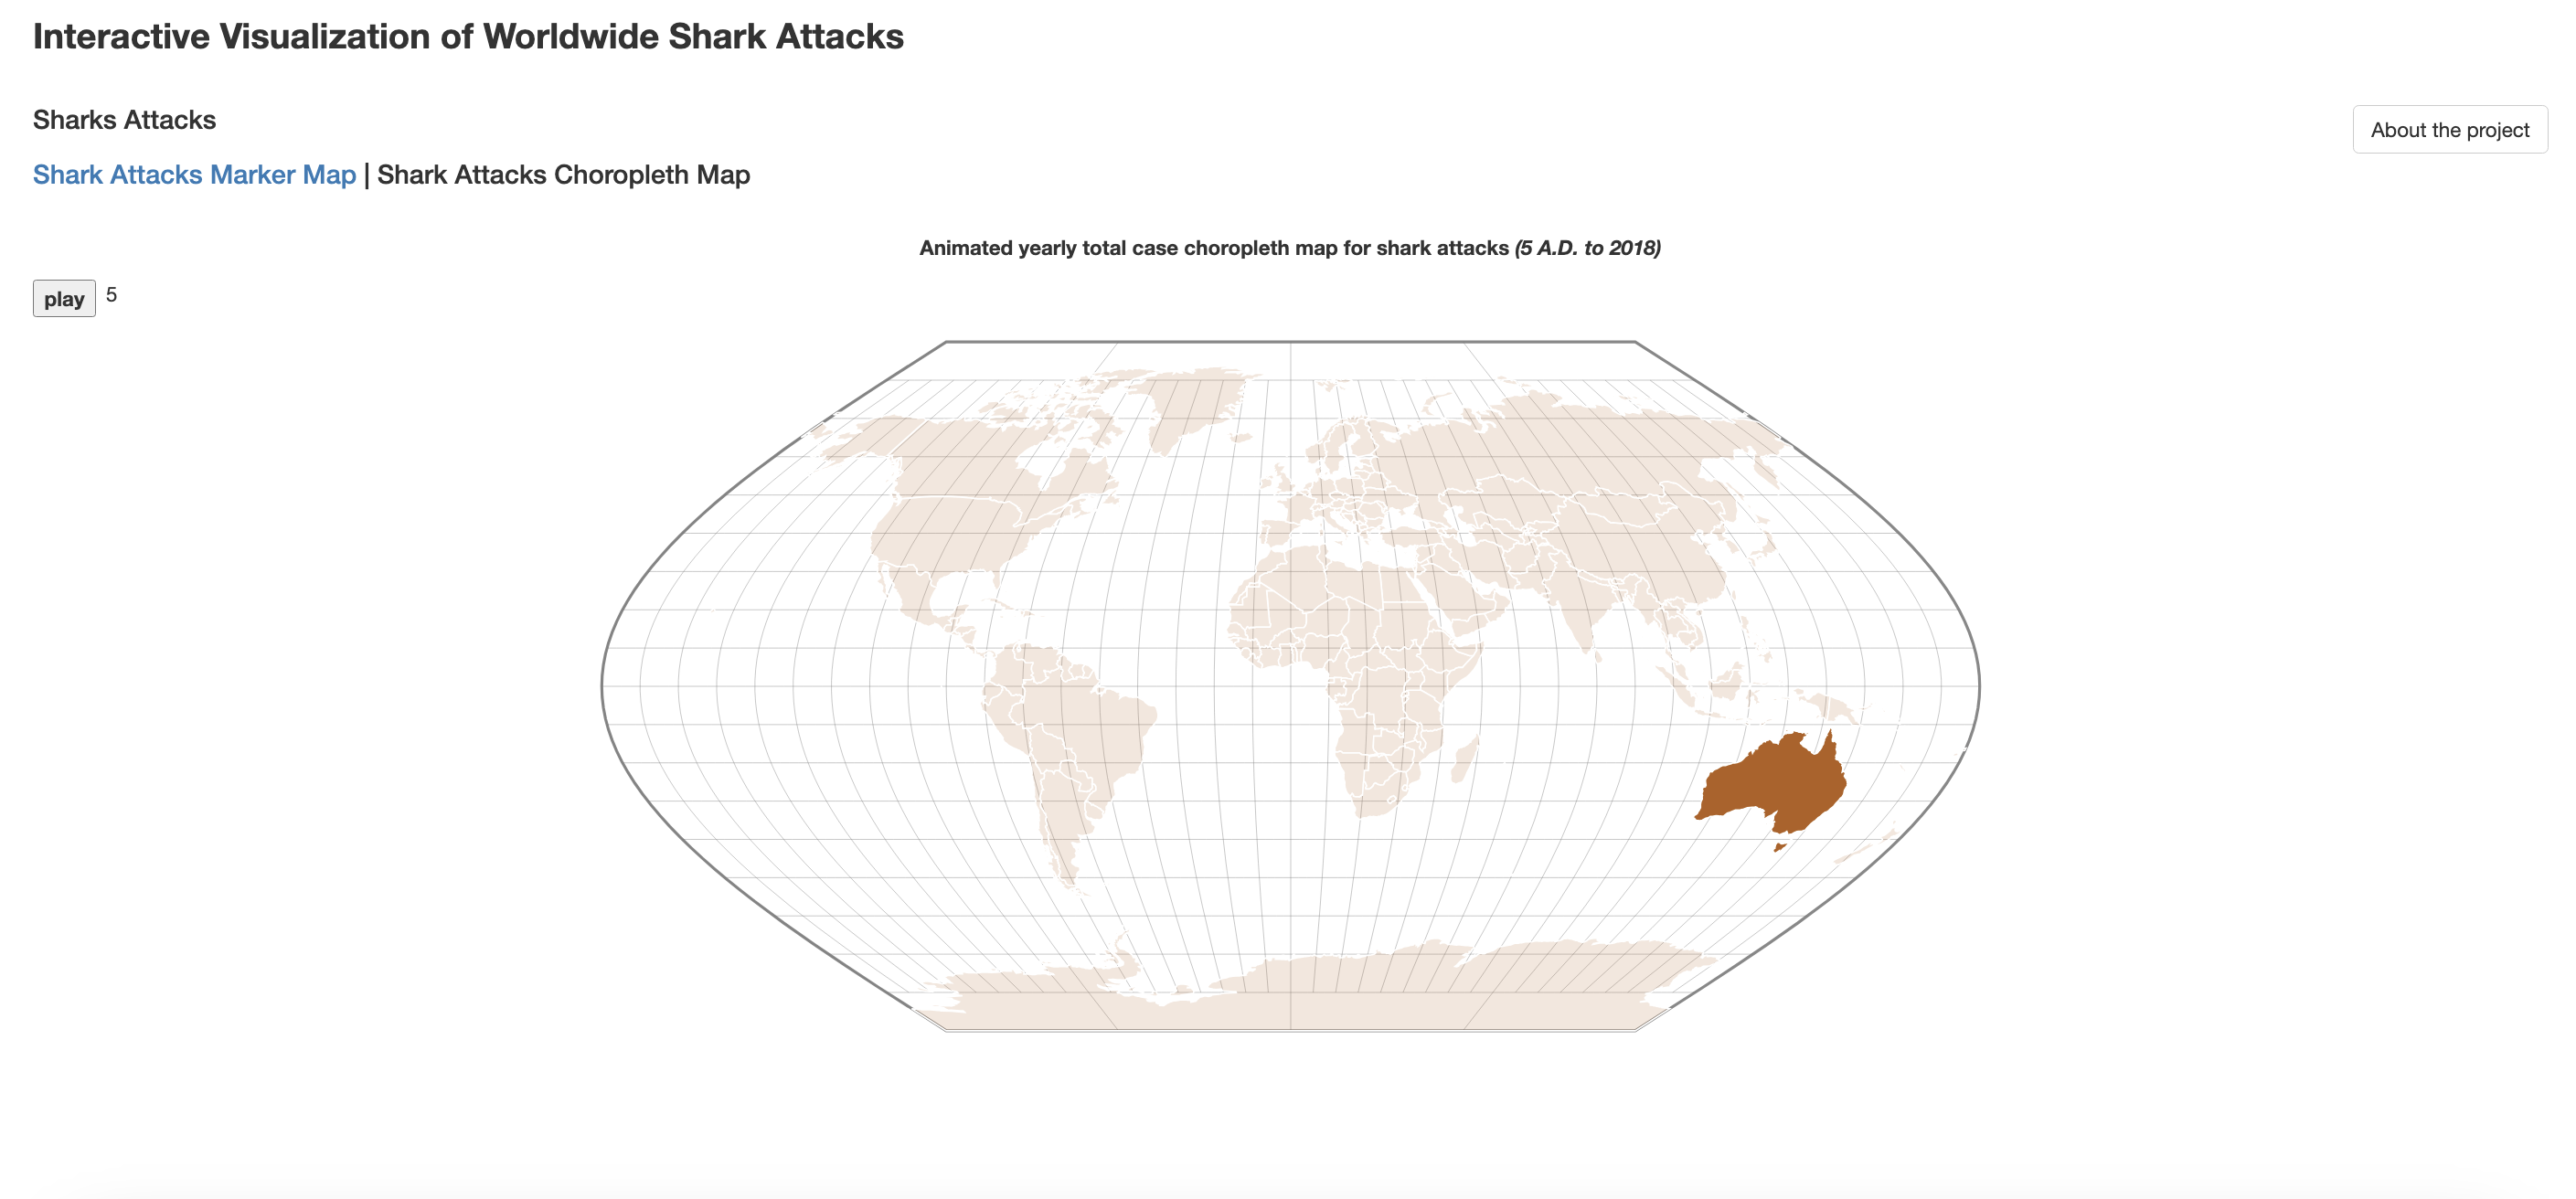 Interactive Visualization of Worldwide Shark Attacks
Sharks Attacks
About the project
Shark Attacks Marker Map | Shark Attacks Choropleth Map
Animated yearly total case choropleth map for shark attacks (5 A.D. to 2018)
play 5